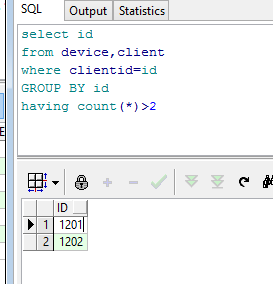 SQL Output Statistics
select id
from device,client
where clientid=id
GROUP BY id
having count(*)>2
ID
1 1201
2 1202